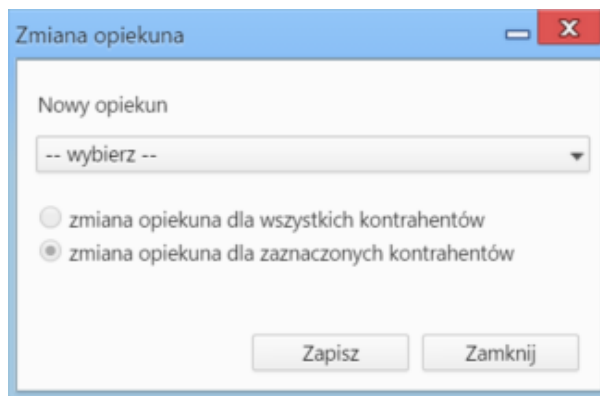 Zmiana opiekuna
Nowy opiekun
-- wybierz --
zmiana opiekuna dla wszystkich kontrahentów
zmiana opiekuna dla zaznaczonych kontrahentów
Zapisz Zamknij